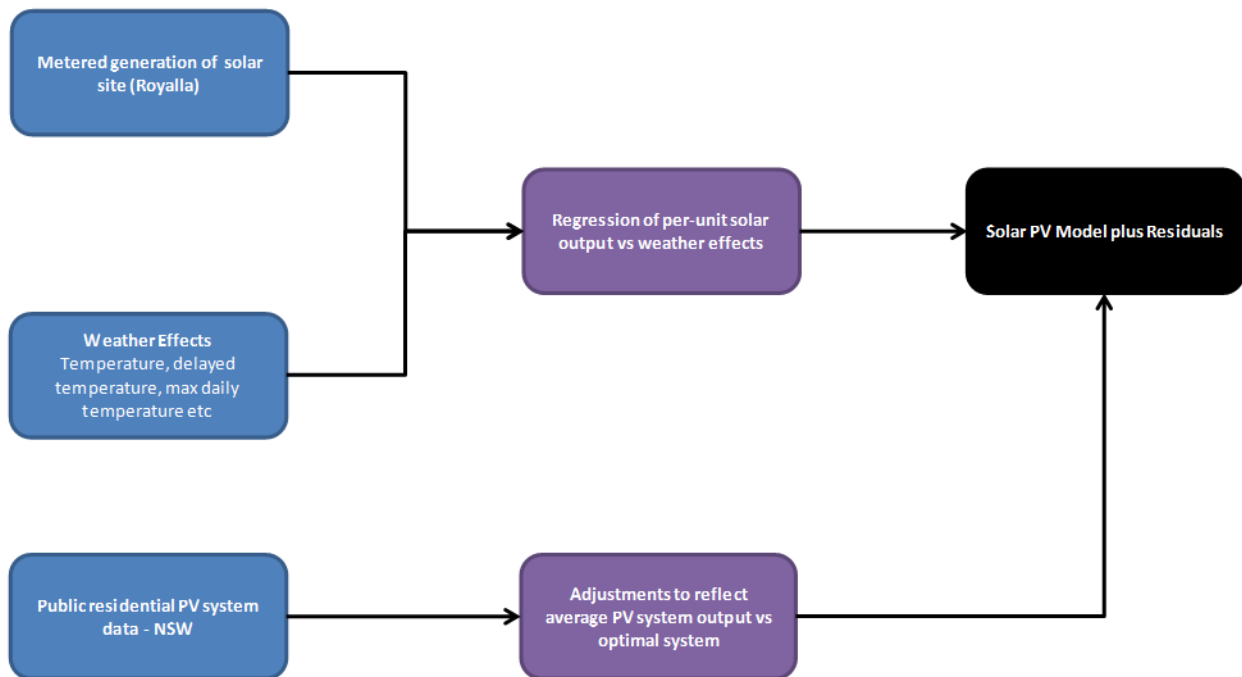 Metered generation of solar
site (Royalla)
Regression of per-unit solar
output vs weather effects
Solar PV Model plus Residuals
Weather Effects
Temperature, delayed
temperature, max daily
temperature etc
Public residential PV system
data - NSW
Adjustments to reflect
average PV system output vs
optimal system